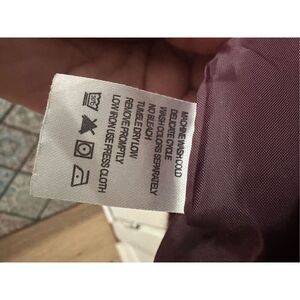 MACHINE WASH COLD
DELICATE CYCLE
WASH COLORS SEPARATELY
NO BLEACH
TUMBLE DRY LOW
REMOVE PROMPTLY
LOW IRON USE PRESS CLOTH